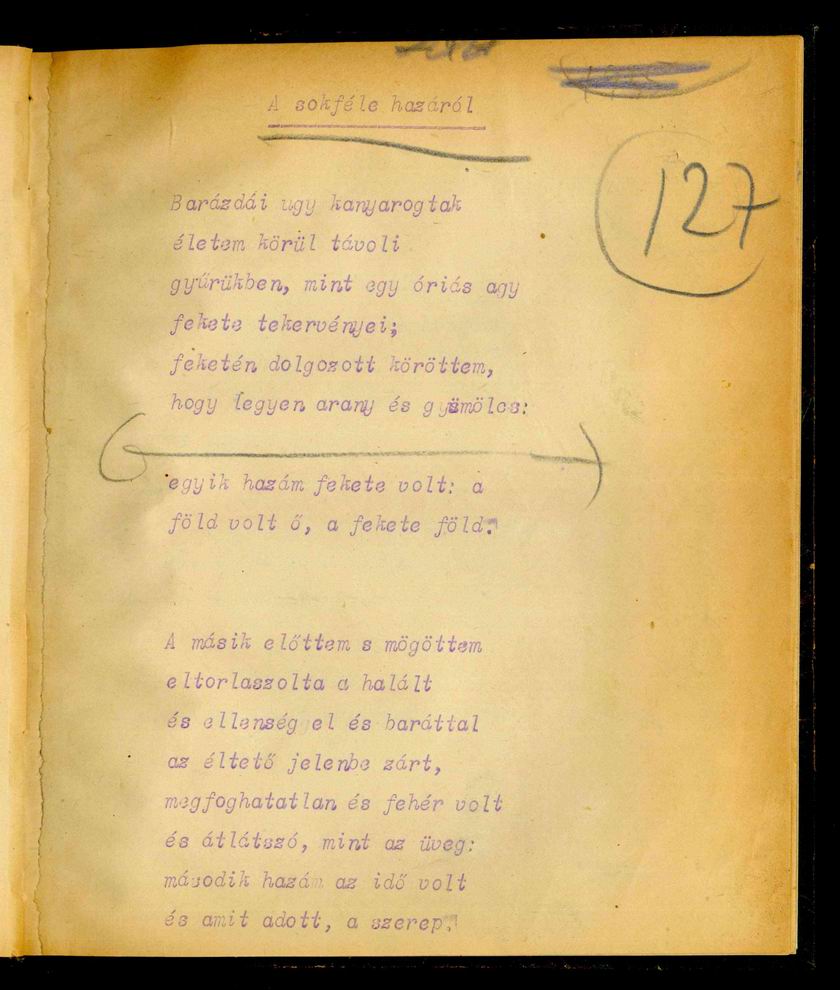 A sokféle hazáról
127
Barázdái ugy kanyarogtak
életem körül távoli
gyűrükben, mint egy óriás agy
fekete tekervényei;
feketén dolgozott köröttem,
hogy legyen arany és gyümölcs:
egyik hazám fekete volt: a
föld volt ő, a fekete föld.
A másik előttem s mögöttem
eltorlaszolta a halált
és ellenség el és baráttal
az éltető jelenbe zárt,
megfoghatatlan és fehér volt
és átlátszó, mint az üveg:
második hazám az idő volt
és amit adott, a szerep.